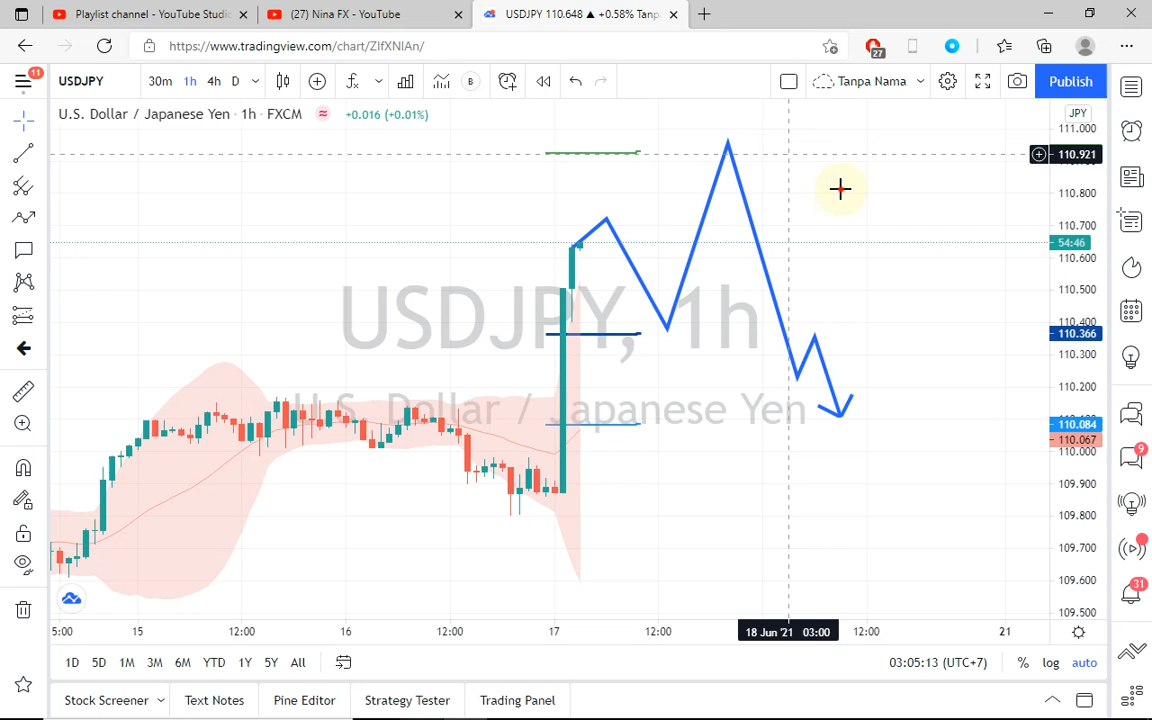 Playlist channel - YouTube Studio
(27) Nina FX - YouTube
USDJPY 110.648 ▲ +0.58% Tanp
https://www.tradingview.com/chart/ZIfXNIAn/
27
11
USDJPY
30m 1h 4h D
B
Tanpa Nama
Publish
U.S. Dollar / Japanese Yen · 1h · FXCM
+0.016 (+0.01%)
JPY
111.000
110.921
110.800
110.700
54:46
110.600
110.500
110.400
110.366
110.300
110.200
110.084
110.067
110.000
109.900
109.800
109.700
109.600
109.500
USDJPY, 1h
U.S. Dollar / Japanese Yen
9
31
5:00
15
12:00
16
12:00
17
12:00
18 Jun '21 03:00
12:00
21
1D 5D 1M 3M 6M YTD 1Y 5Y All
03:05:13 (UTC+7)
% log auto
Stock Screener
Text Notes
Pine Editor
Strategy Tester
Trading Panel